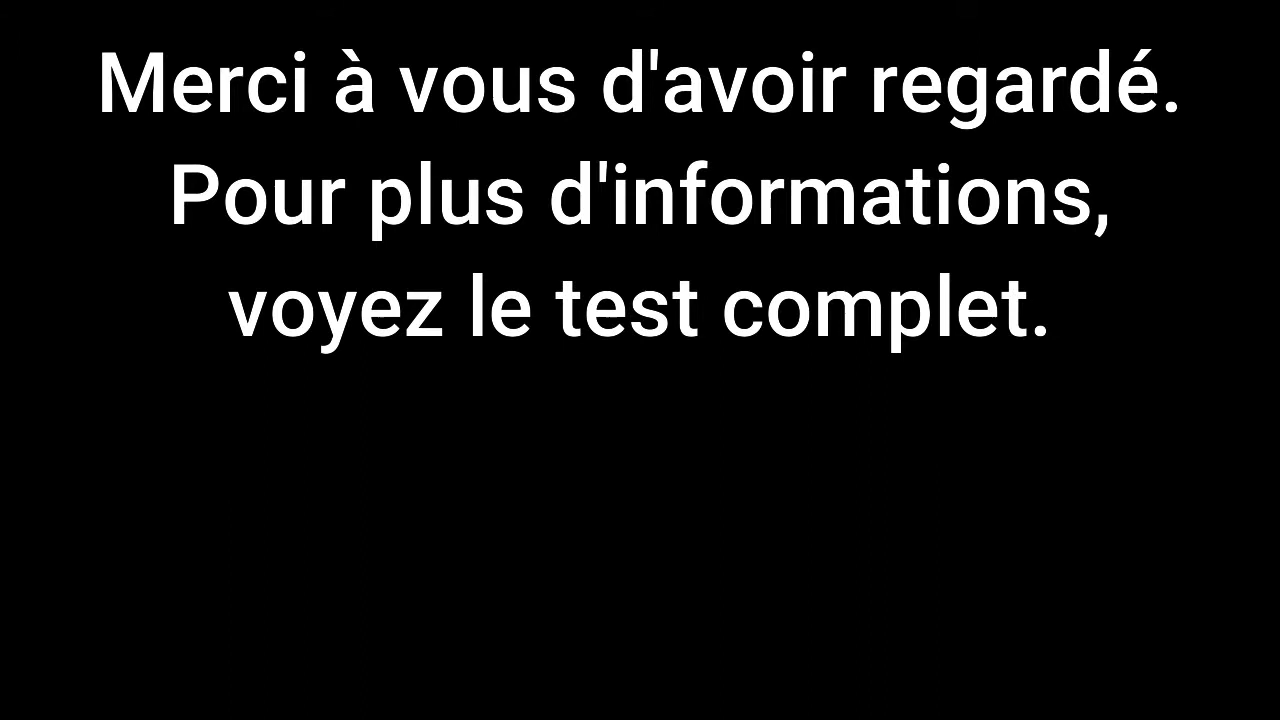 Merci à vous d'avoir regardé.
Pour plus d'informations,
voyez le test complet.